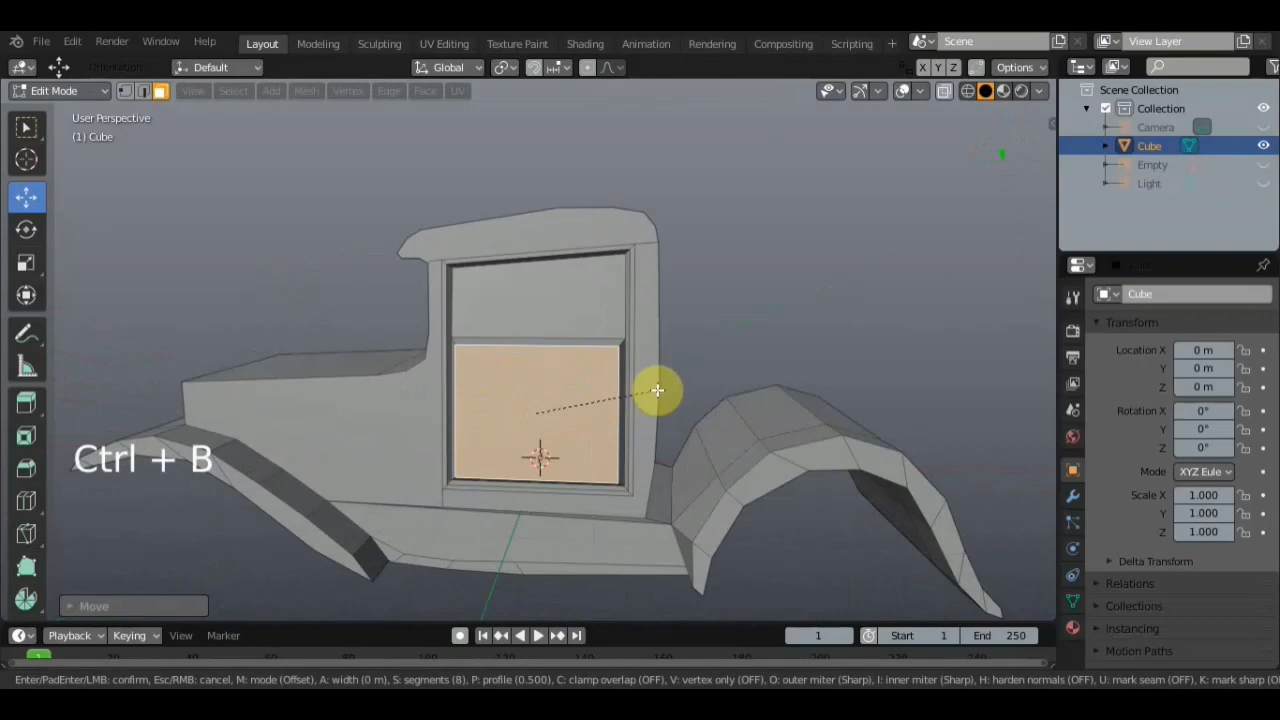 File Edit Render Window Help Layout Modeling Sculpting UV Editing Texture Paint Shading Animation Rendering Compositing Scripting + Scene View Layer
Orientation: Default Global X Y Z Options
Edit Mode View Select Add Mesh Vertex Edge Face UV
User Perspective
(1) Cube
Scene Collection
Collection
Camera
Cube
Empty
Light
Cube
Transform
Location X 0 m
Y 0 m
Z 0 m
Rotation X 0°
Y 0°
Z 0°
Mode XYZ Eule
Scale X 1.000
Y 1.000
Z 1.000
Delta Transform
Relations
Collections
Instancing
Motion Paths
Ctrl + B
Move
Playback Keying View Marker 1 Start 1 End 250
Enter/PadEnter/LMB: confirm, Esc/RMB: cancel, M: mode (Offset), A: width (0 m), S: segments (8), P: profile (0.500), C: clamp overlap (OFF), V: vertex only (OFF), O: outer miter (Sharp), I: inner miter (Sharp), H: harden normals (OFF), U: mark seam (OFF), K: mark sharp (O